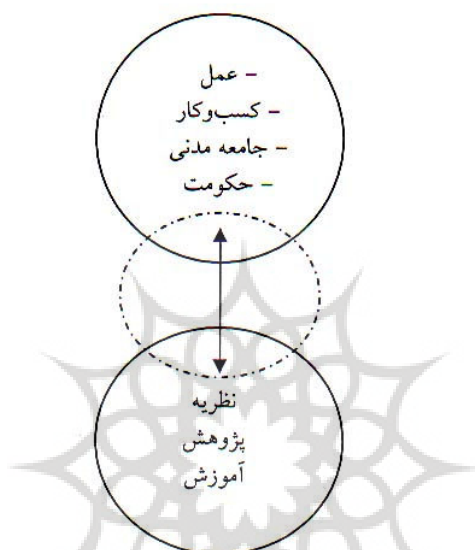 - عمل
- کسب‌وکار
- جامعه مدنی
- حکومت
نظریه
پژوهش
آموزش